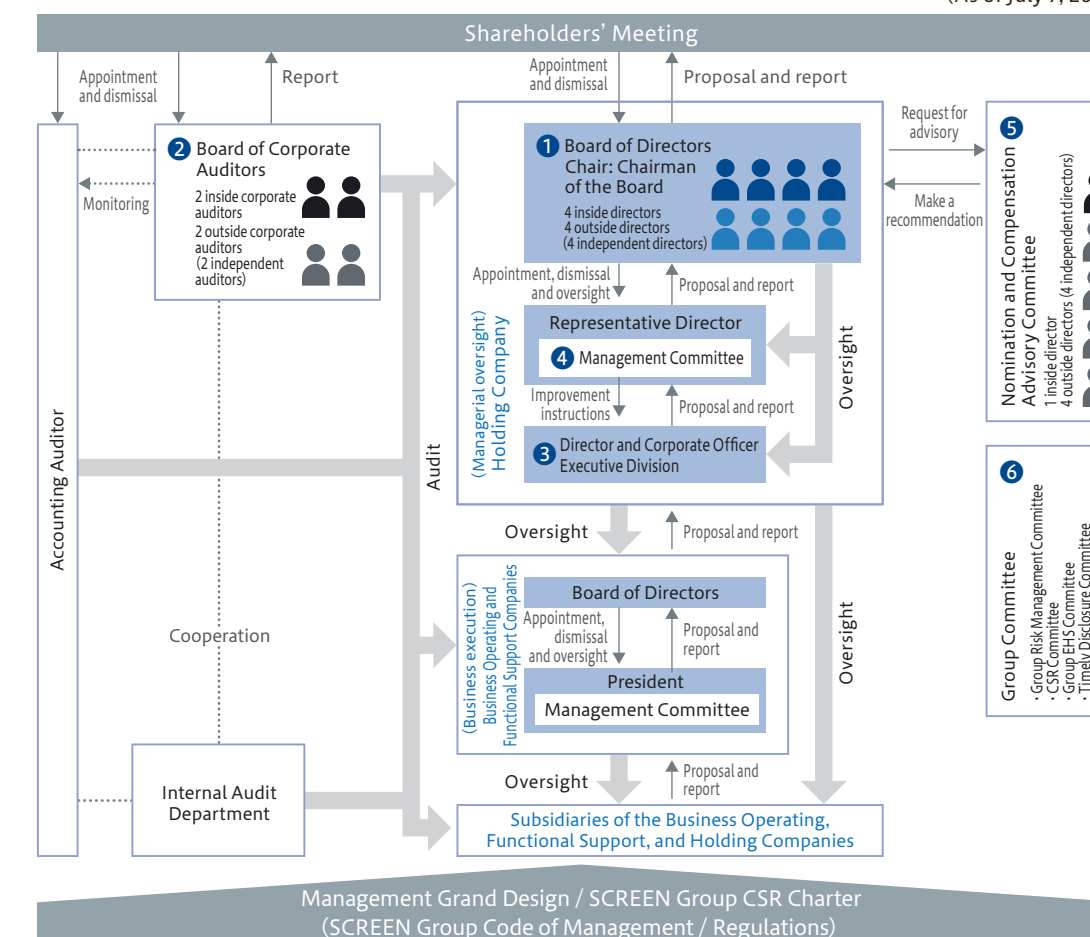 (As of July 7, 20
Shareholders’ Meeting
Appointment
and dismissal
Report
Appointment
and dismissal
Proposal and report
Accounting Auditor
2 Board of Corporate
Auditors
2 inside corporate
auditors
2 outside corporate
auditors
(2 independent
auditors)
Monitoring
1 Board of Directors
Chair: Chairman
of the Board
4 inside directors
4 outside directors
(4 independent directors)
Request for
advisory
Make a
recommendation
5
Nomination and Compensation
Advisory Committee
1 inside director
4 outside directors (4 independent directors)
Appointment, dismissal
and oversight
Proposal and report
(Managerial oversight)
Holding Company
Representative Director
4 Management Committee
Oversight
Improvement
instructions
Proposal and report
3 Director and Corporate Officer
Executive Division
Audit
6
Group Committee
· Group Risk Management Committee
· CSR Committee
· Group EHS Committee
· Timely Disclosure Committee
Oversight
Proposal and report
(Business execution)
Business Operating and
Functional Support Companies
Board of Directors
Appointment,
dismissal
and oversight
Proposal and
report
President
Management Committee
Oversight
Cooperation
Internal Audit
Department
Oversight
Proposal and
report
Subsidiaries of the Business Operating,
Functional Support, and Holding Companies
Management Grand Design / SCREEN Group CSR Charter
(SCREEN Group Code of Management / Regulations)